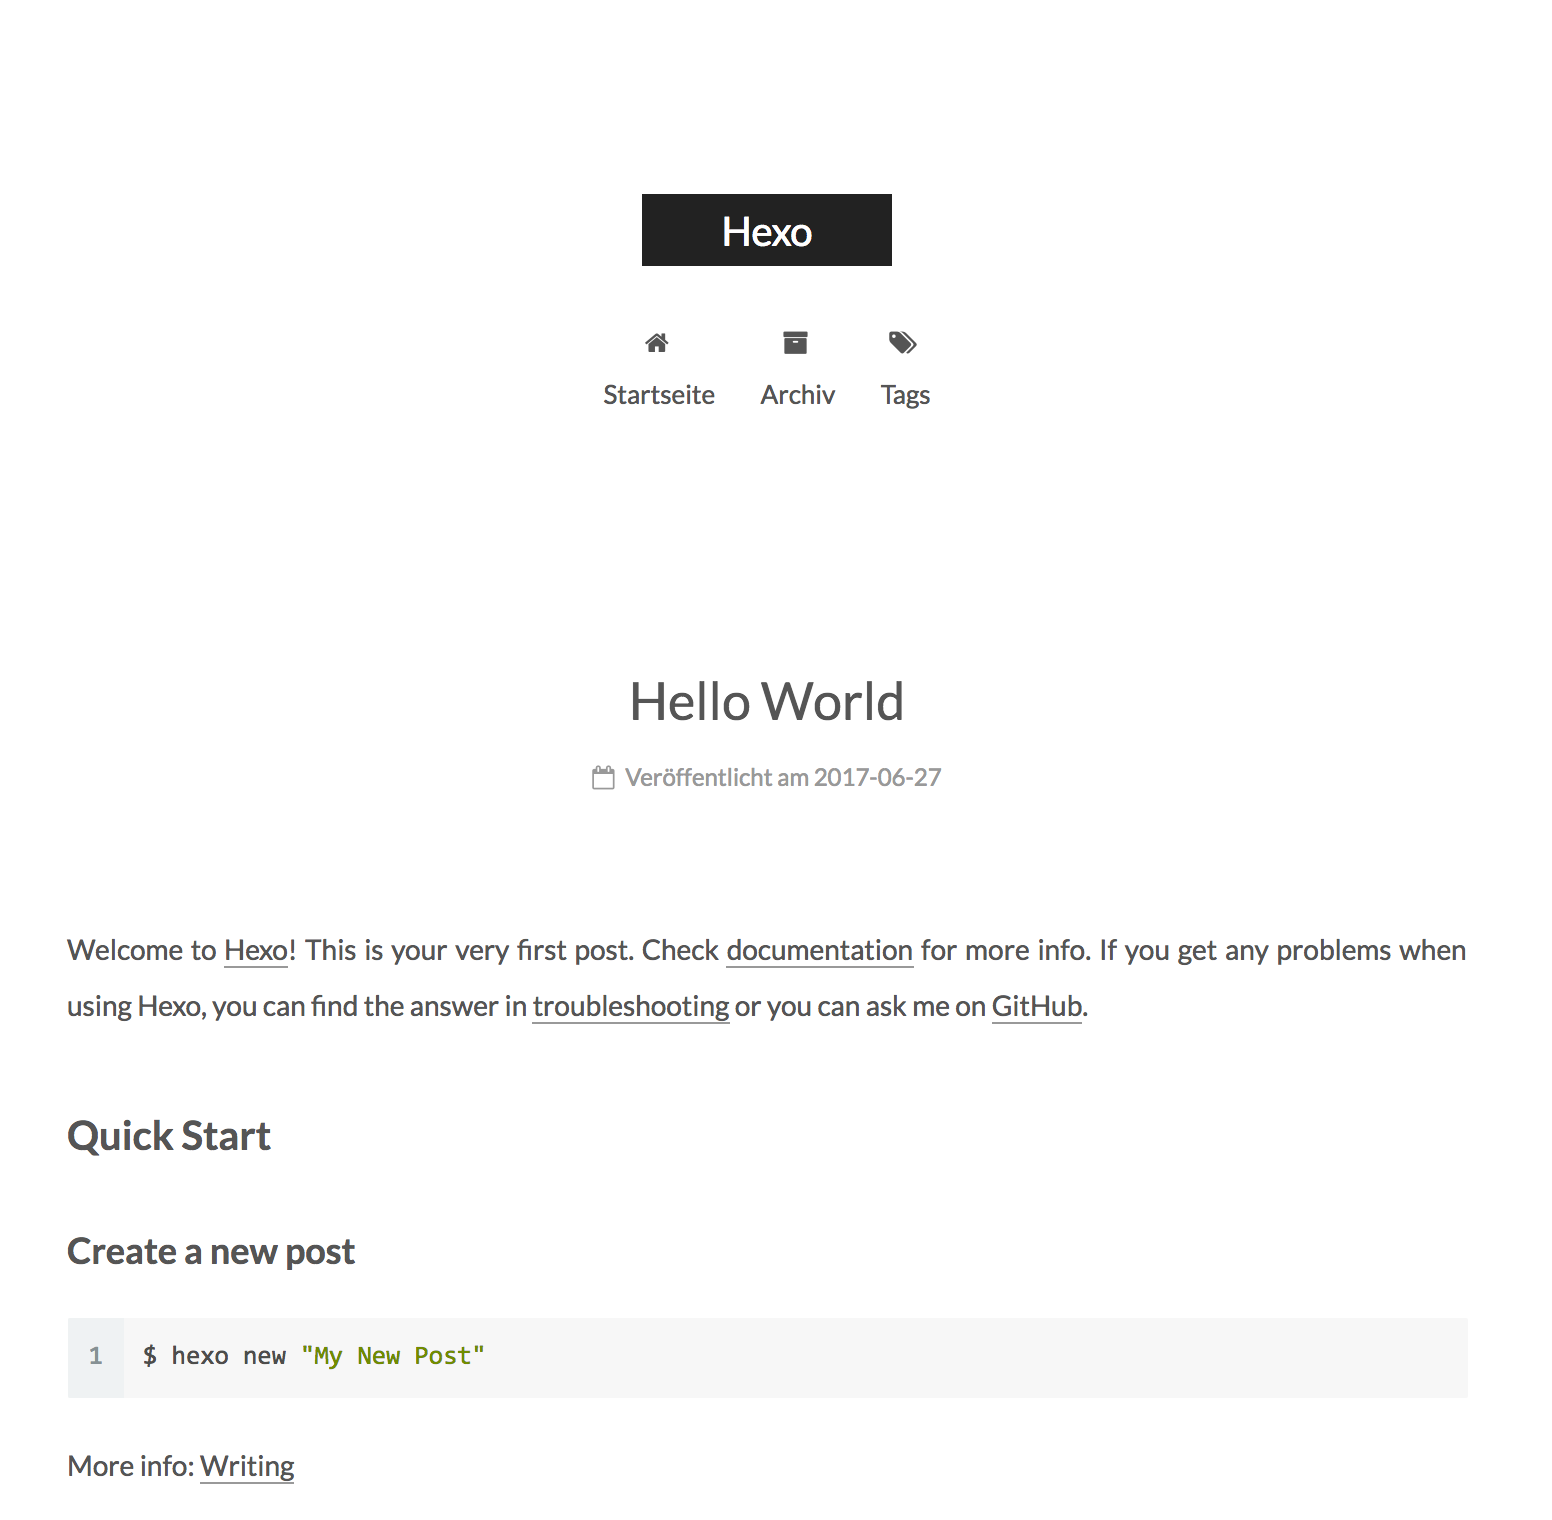 Hexo
Startseite Archiv Tags
Hello World
Veröffentlicht am 2017-06-27
Welcome to Hexo! This is your very first post. Check documentation for more info. If you get any problems when
using Hexo, you can find the answer in troubleshooting or you can ask me on GitHub.
Quick Start
Create a new post
1 $ hexo new "My New Post"
More info: Writing